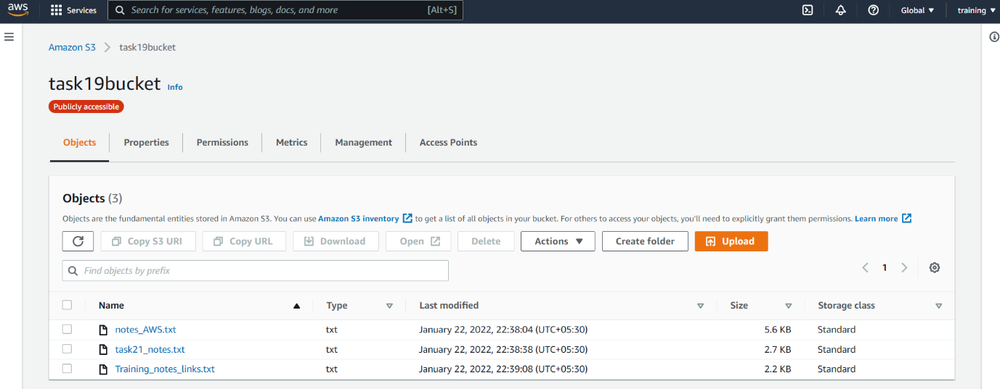 aws Services Search for services, features, blogs, docs, and more [Alt+S] Global ▼ training ▼
Amazon S3 > task19bucket
task19bucket Info
Publicly accessible
Objects Properties Permissions Metrics Management Access Points
Objects (3)
Objects are the fundamental entities stored in Amazon S3. You can use Amazon S3 inventory to get a list of all objects in your bucket. For others to access your objects, you'll need to explicitly grant them permissions. Learn more
Copy S3 URI Copy URL Download Open Delete Actions ▼ Create folder Upload
Find objects by prefix < 1 >
Name ▲ Type ▽ Last modified ▽ Size ▽ Storage class ▽
notes_AWS.txt txt January 22, 2022, 22:38:04 (UTC+05:30) 5.6 KB Standard
task21_notes.txt txt January 22, 2022, 22:38:38 (UTC+05:30) 2.7 KB Standard
Training_notes_links.txt txt January 22, 2022, 22:39:08 (UTC+05:30) 2.2 KB Standard